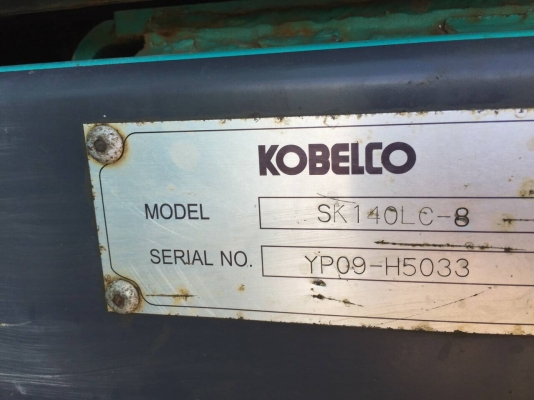 KOBELCO
MODEL SK140LC-8
SERIAL NO. YP09-H5033